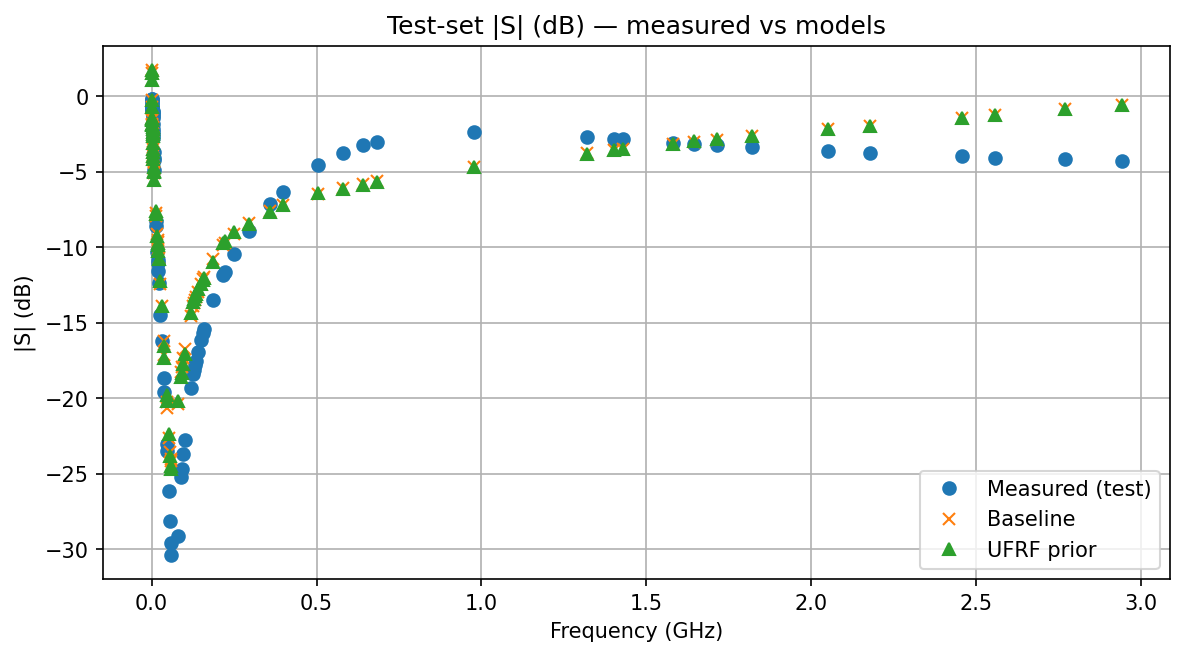 Test-set |S| (dB) — measured vs models
|S| (dB)
0
−5
−10
−15
−20
−25
−30
0.0 0.5 1.0 1.5 2.0 2.5 3.0
Frequency (GHz)
Measured (test)
Baseline
UFRF prior